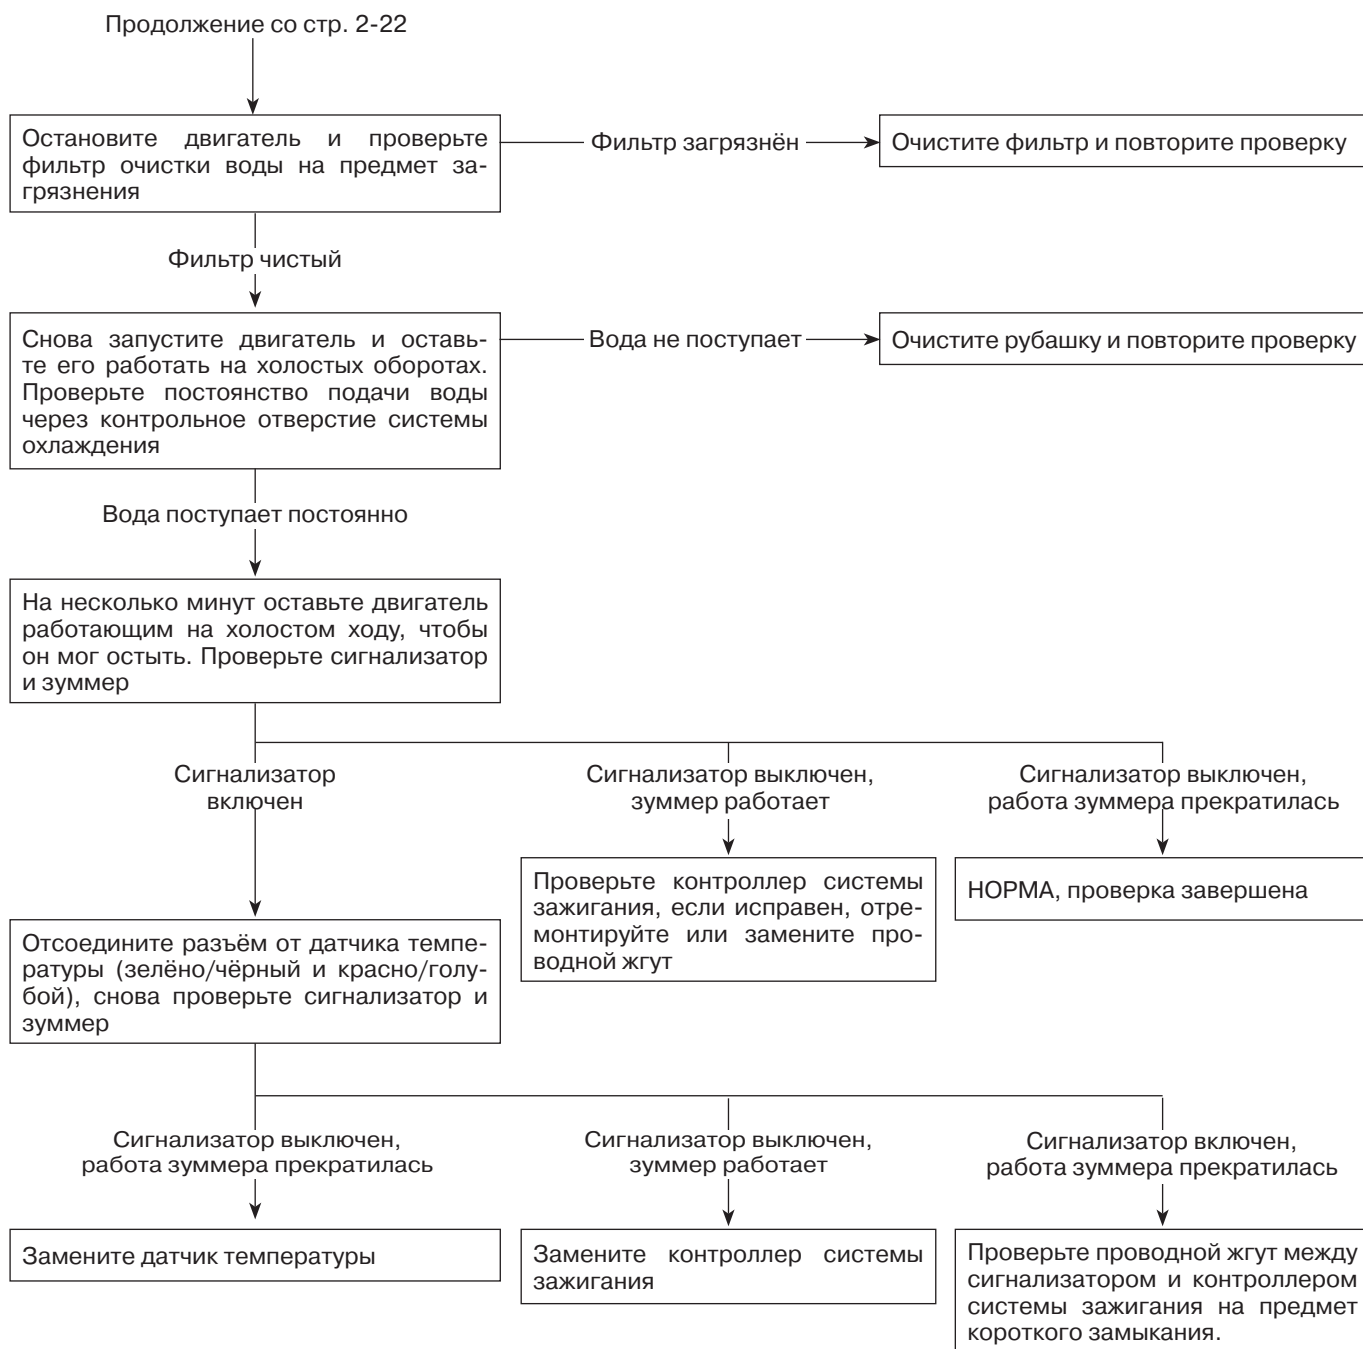 Продолжение со стр. 2-22
Остановите двигатель и проверьте
фильтр очистки воды на предмет за-
грязнения
Фильтр загрязнён
Очистите фильтр и повторите проверку
Фильтр чистый
Снова запустите двигатель и оставь-
те его работать на холостых оборотах.
Проверьте постоянство подачи воды
через контрольное отверстие системы
охлаждения
Вода не поступает
Очистите рубашку и повторите проверку
Вода поступает постоянно
На несколько минут оставьте двигатель
работающим на холостом ходу, чтобы
он мог остыть. Проверьте сигнализатор
и зуммер
Сигнализатор
включен
Сигнализатор выключен,
зуммер работает
Сигнализатор выключен,
работа зуммера прекратилась
Проверьте контроллер системы
зажигания, если исправен, отре-
монтируйте или замените про-
водной жгут
НОРМА, проверка завершена
Отсоедините разъём от датчика темпе-
ратуры (зелёно/чёрный и красно/голу-
бой), снова проверьте сигнализатор и
зуммер
Сигнализатор выключен,
работа зуммера прекратилась
Сигнализатор выключен,
зуммер работает
Сигнализатор включен,
работа зуммера прекратилась
Замените датчик температуры
Замените контроллер системы
зажигания
Проверьте проводной жгут между
сигнализатором и контроллером
системы зажигания на предмет
короткого замыкания.